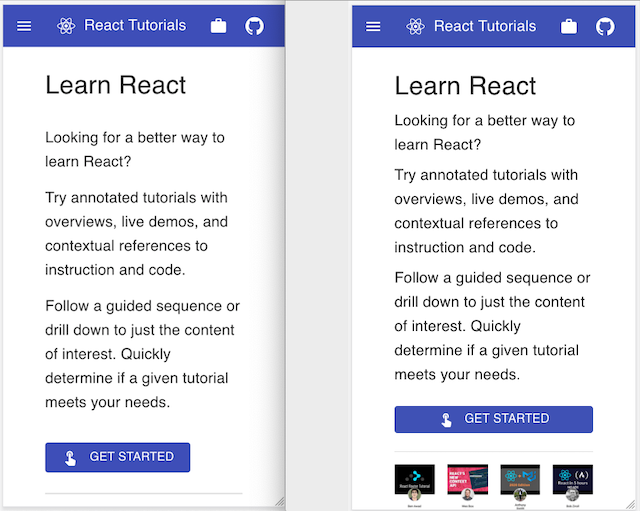 React Tutorials
Learn React
Looking for a better way to
learn React?
Try annotated tutorials with
overviews, live demos, and
contextual references to
instruction and code.
Follow a guided sequence or
drill down to just the content
of interest. Quickly
determine if a given tutorial
meets your needs.
GET STARTED
React Tutorials
Learn React
Looking for a better way to
learn React?
Try annotated tutorials with
overviews, live demos, and
contextual references to
instruction and code.
Follow a guided sequence or
drill down to just the content
of interest. Quickly
determine if a given tutorial
meets your needs.
GET STARTED
React Router Tutorial
REACT'S
NEW
CONTEXT
API
React In 5 hours